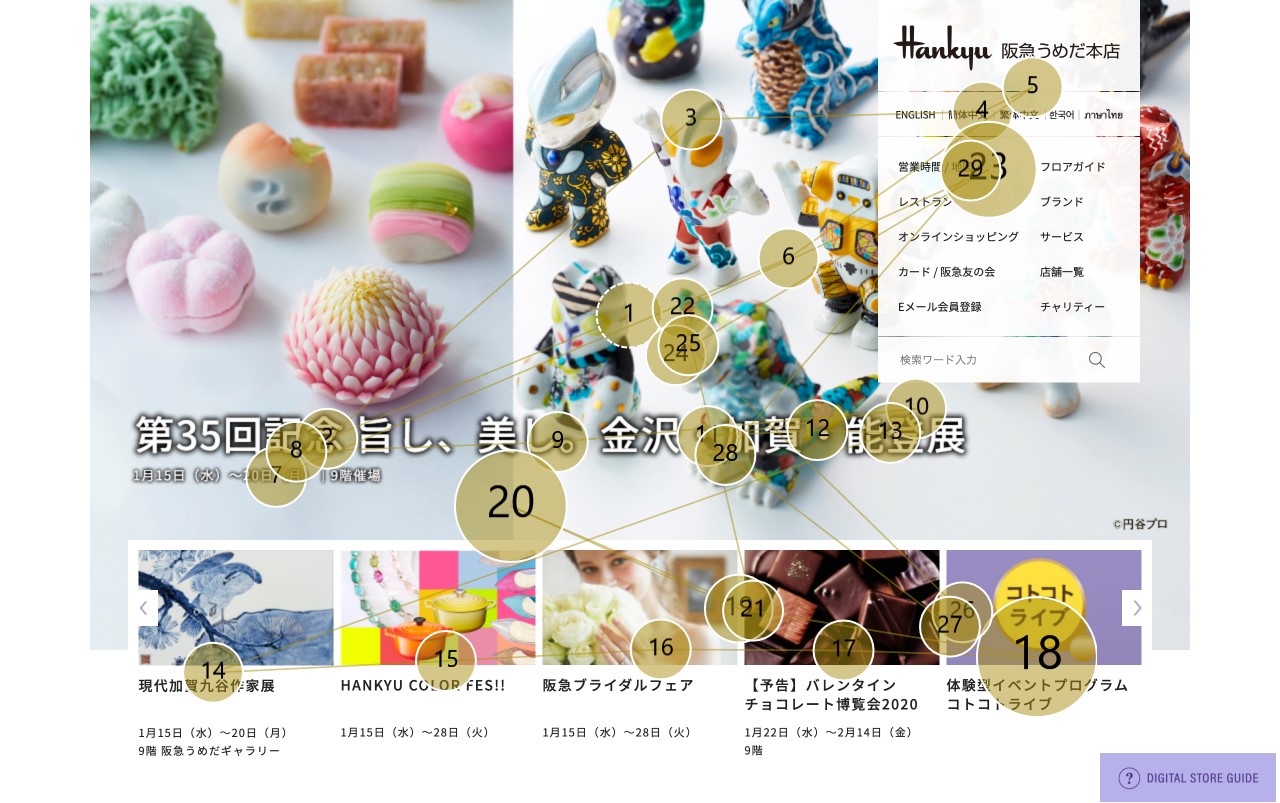 Hankyu 阪急うめだ本店
ENGLISH 简体中文 繁体中文 한국어 ภาษาไทย
営業時間 / フロアガイド
レストラン ブランド
オンラインショッピング サービス
カード / 阪急友の会 店舗一覧
Eメール会員登録 チャリティー
検索ワード入力
第35回記念 旨し、美し。金沢・加賀・能登展
1月15日（水）〜20日（月）｜9階催場
©円谷プロ
コトコト
ライブ
現代加賀九谷作家展
1月15日（水）〜20日（月）
9階 阪急うめだギャラリー
HANKYU COLOR FES!!
1月15日（水）〜28日（火）
阪急ブライダルフェア
1月15日（水）〜28日（火）
【予告】バレンタイン
チョコレート博覧会2020
1月22日（水）〜2月14日（金）
9階
体験型イベントプログラム
コトコトライブ
? DIGITAL STORE GUIDE
1
2
3
4
5
6
7
8
9
10
12
13
14
15
16
17
18
19
20
21
22
23
24
25
26
27
28
29